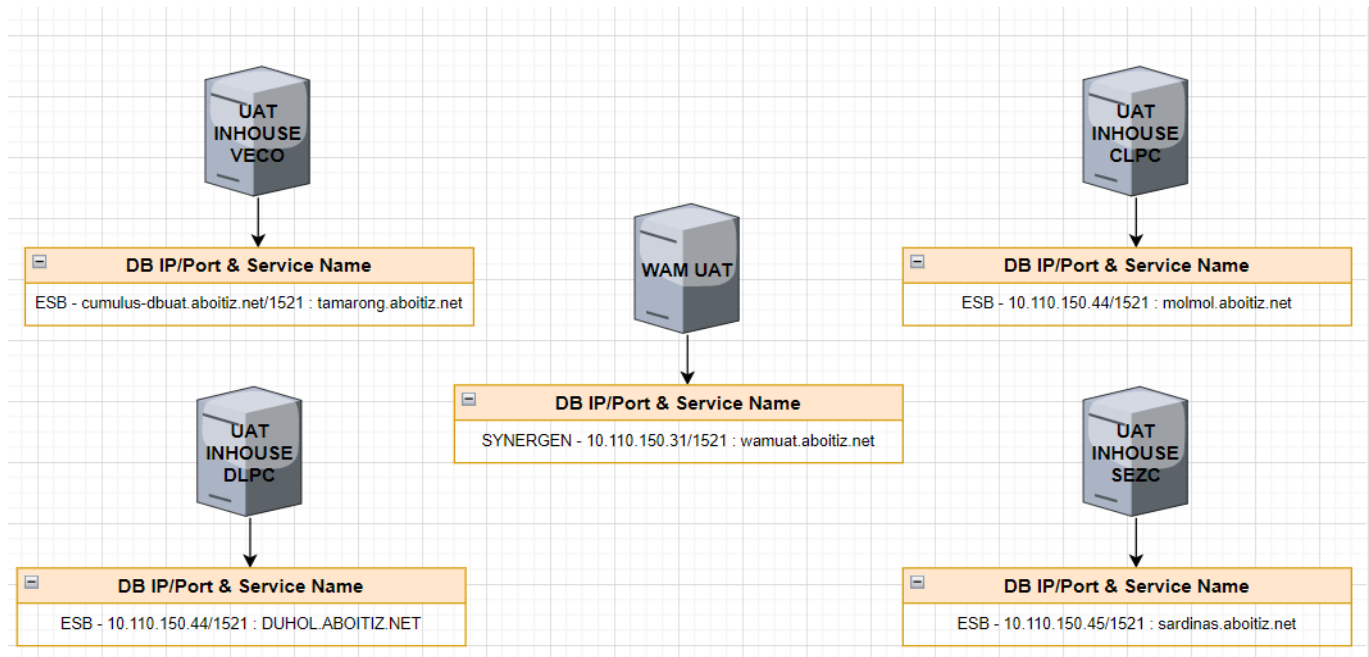 UAT
INHOUSE
VECO
DB IP/Port & Service Name
ESB - cumulus-dbuat.aboitiz.net/1521 : tamarong.aboitiz.net
UAT
INHOUSE
CLPC
DB IP/Port & Service Name
ESB - 10.110.150.44/1521 : molmol.aboitiz.net
WAM UAT
DB IP/Port & Service Name
SYNERGEN - 10.110.150.31/1521 : wamuat.aboitiz.net
UAT
INHOUSE
DLPC
DB IP/Port & Service Name
ESB - 10.110.150.44/1521 : DUHOL.ABOITIZ.NET
UAT
INHOUSE
SEZC
DB IP/Port & Service Name
ESB - 10.110.150.45/1521 : sardinas.aboitiz.net